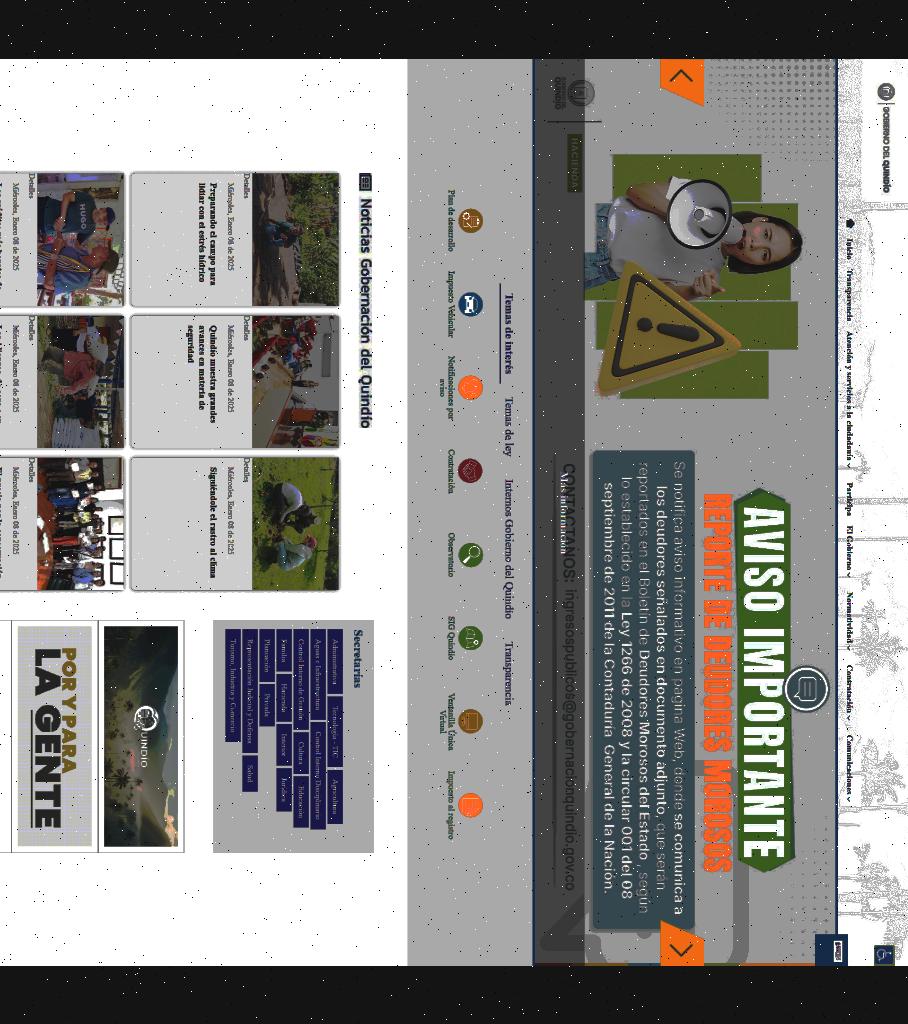 GOBIERNO DEL QUINDÍO
Inicio Transparencia Atención y servicios a la ciudadanía Participa El Gobierno Normatividad Contratación Comunicaciones
AVISO IMPORTANTE
REPORTE DE DEUDORES MOROSOS
Se notifica aviso informativo en pagina Web, donde se comunica a
los deudores señalados en documento adjunto, que serán
reportados en el Boletín de Deudores Morosos del Estado, según
lo establecido en la Ley 1266 de 2008 y la circular 001 del 08
septiembre de 2011 de la Contaduría General de la Nación.
HACIENDA
CONTACTANOS: ingresospublicos@gobernacionquindio.gov.co
Más información
Temas de interés Temas de ley Internos Gobierno del Quindío Transparencia
Plan de desarrollo
Impuesto Vehicular
Notificaciones por
aviso
Contratación
Observatorio
SIG Quindío
Ventanilla Única
Virtual
Impuesto al registro
Noticias Gobernación del Quindío
Detalles
Miércoles, Enero 08 de 2025
Preparando el campo para
lidiar con el estrés hídrico
Detalles
Miércoles, Enero 08 de 2025
Quindío muestra grandes
avances en materia de
seguridad
Detalles
Miércoles, Enero 08 de 2025
Siguiéndole el rastro al clima
HUGO
Detalles
Miércoles, Enero 08 de 2025
Detalles
Miércoles, Enero 08 de 2025
Detalles
Miércoles, Enero 08 de 2025
Secretarías
Administrativa Tecnología - TIC Agricultura
Aguas e Infraestructura Control Interno Disciplinario
Control Interno de Gestión Cultura Educación
Familia Hacienda Interior Jurídica
Planeación Privada
Representación Judicial y Defensa Salud
Turismo, Industria y Comercio
QUINDIO
POR Y PARA
LA GENTE